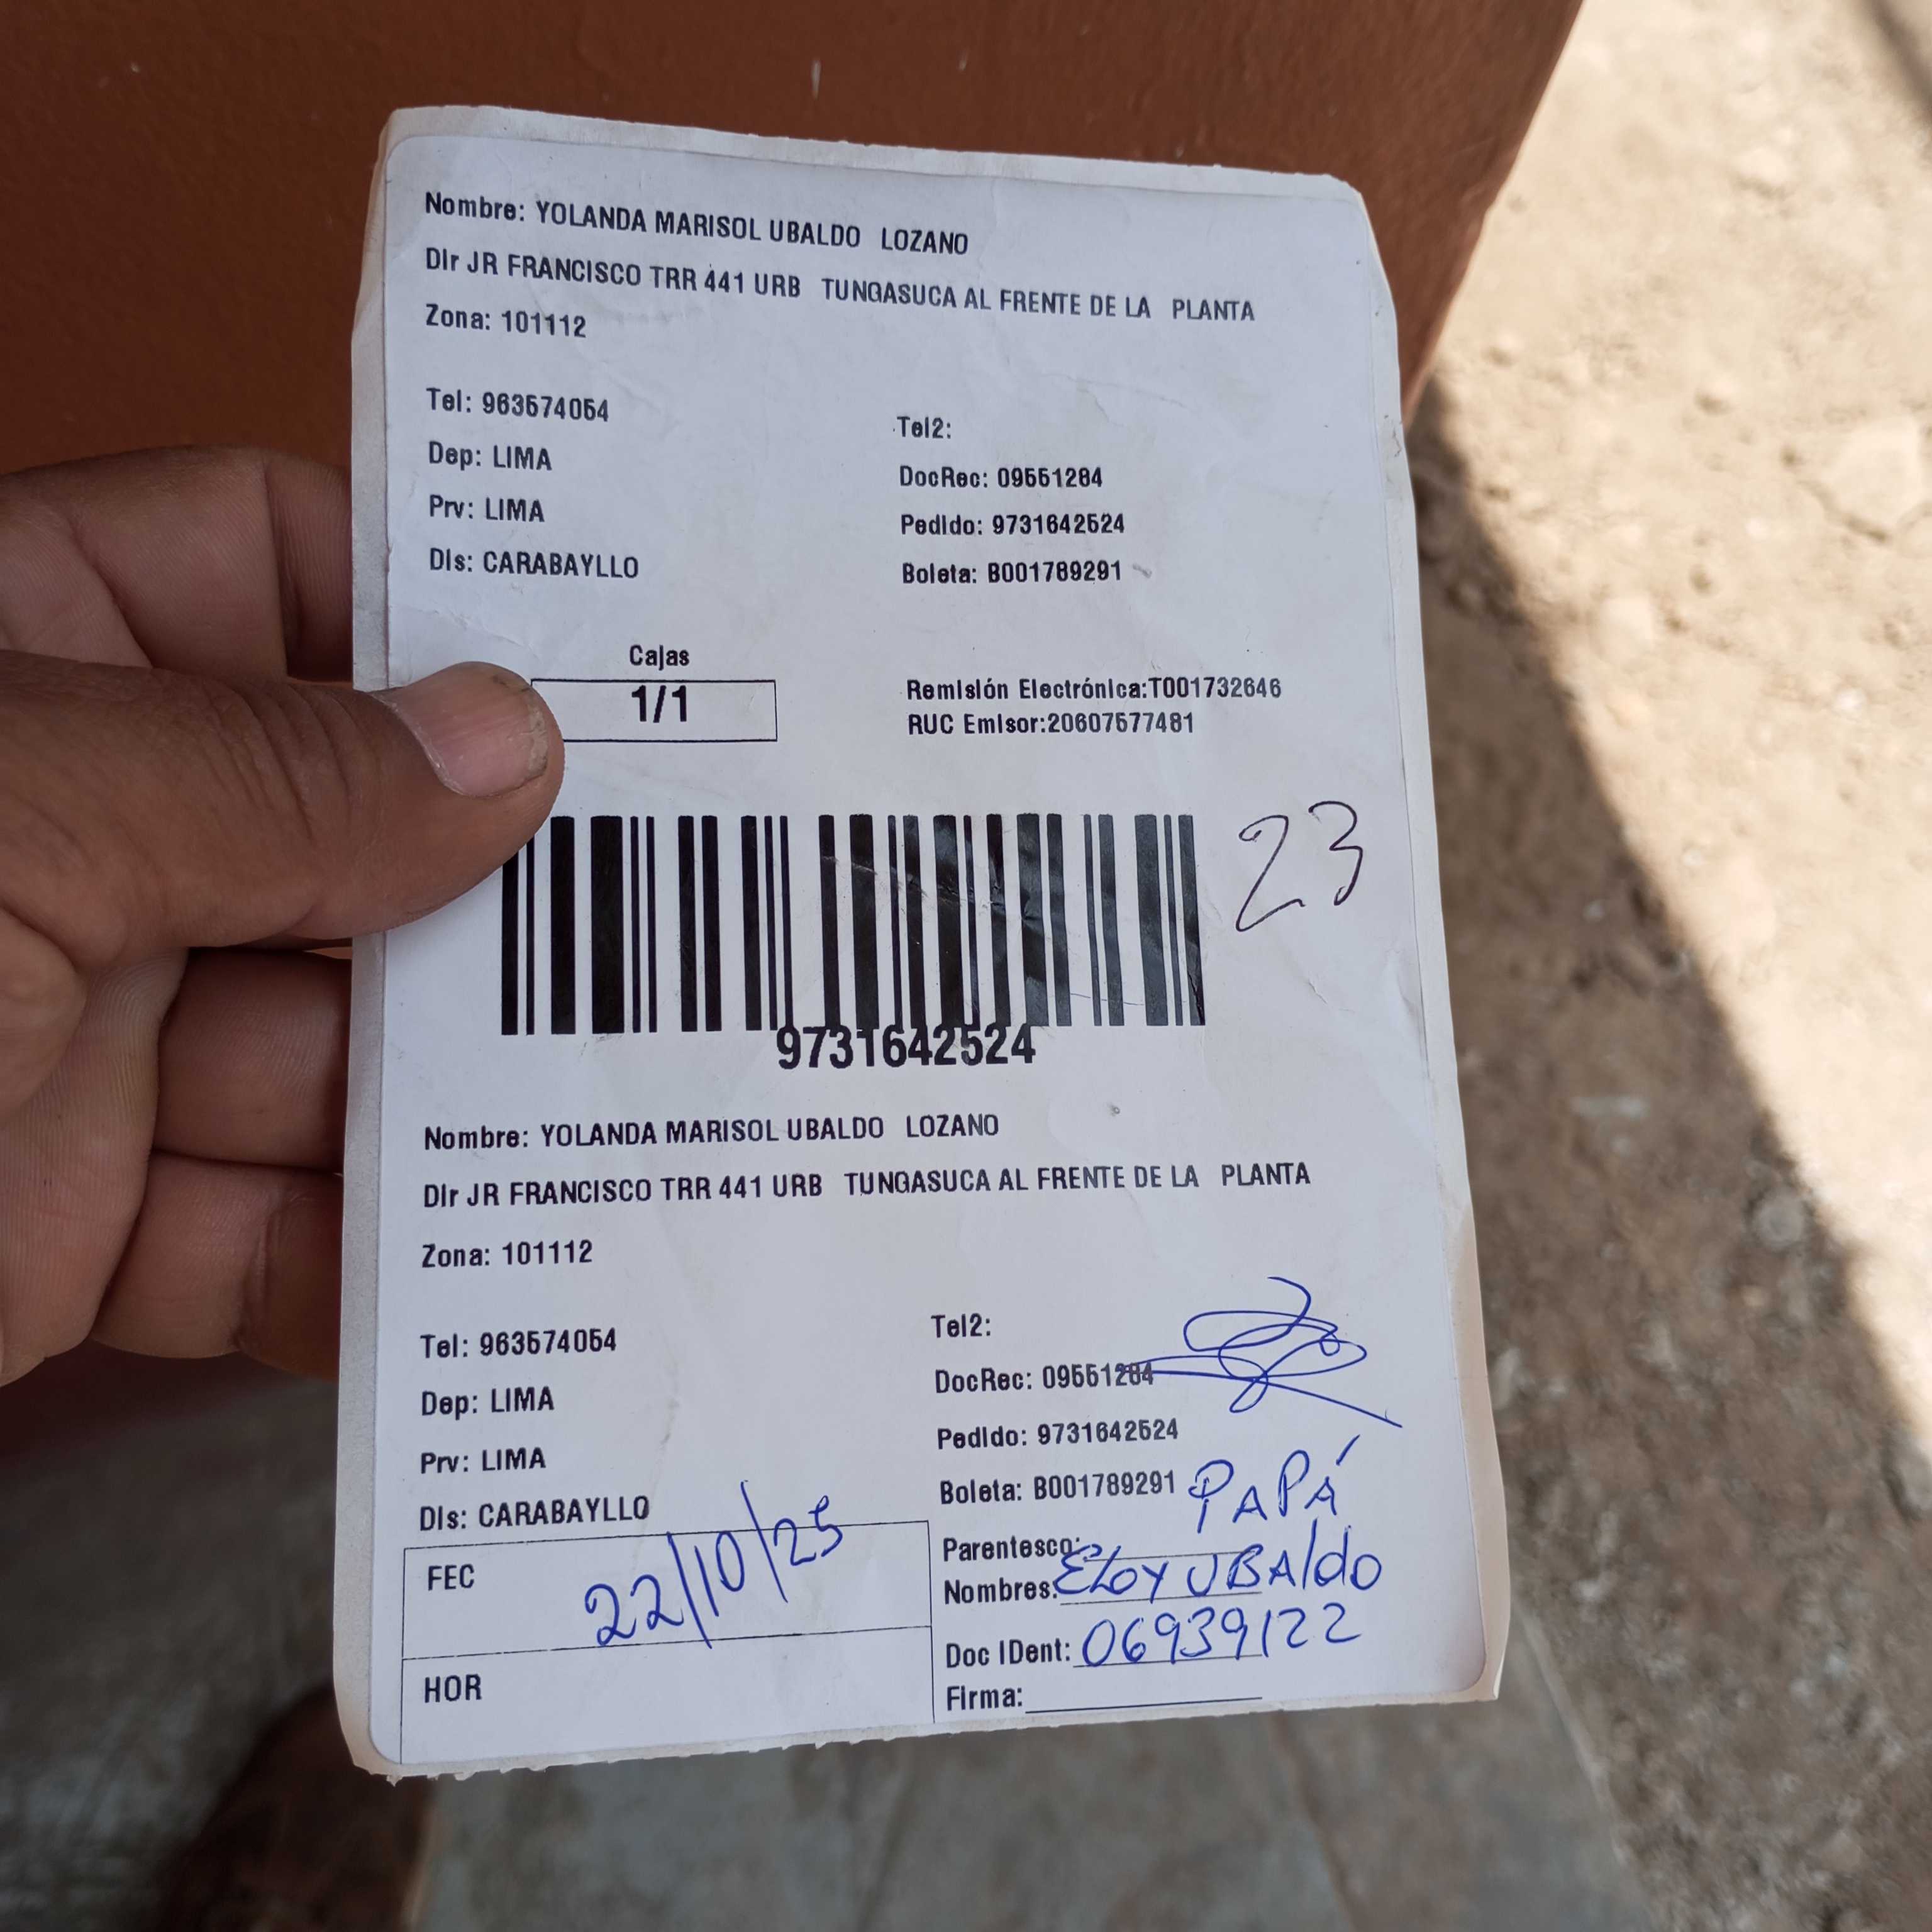 Nombre: YOLANDA MARISOL UBALDO LOZANO
Dir JR FRANCISCO TRR 441 URB TUNGASUCA AL FRENTE DE LA PLANTA
Zona: 101112
Tel: 963574054
Tel2:
Dep: LIMA
DocRec: 09551284
Prv: LIMA
Pedido: 9731642524
Dis: CARABAYLLO
Boleta: B001789291
Cajas
1/1
Remisión Electrónica:T001732646
RUC Emisor:20607577481
23
9731642524
Nombre: YOLANDA MARISOL UBALDO LOZANO
Dir JR FRANCISCO TRR 441 URB TUNGASUCA AL FRENTE DE LA PLANTA
Zona: 101112
Tel: 963574054
Tel2:
Dep: LIMA
DocRec: 09551284
Prv: LIMA
Pedido: 9731642524
Dis: CARABAYLLO
Boleta: B001789291
FEC 22/10/25
HOR
Parentesco: PAPÁ
Nombres: ELOY UBAldo
Doc IDent: 06939122
Firma: